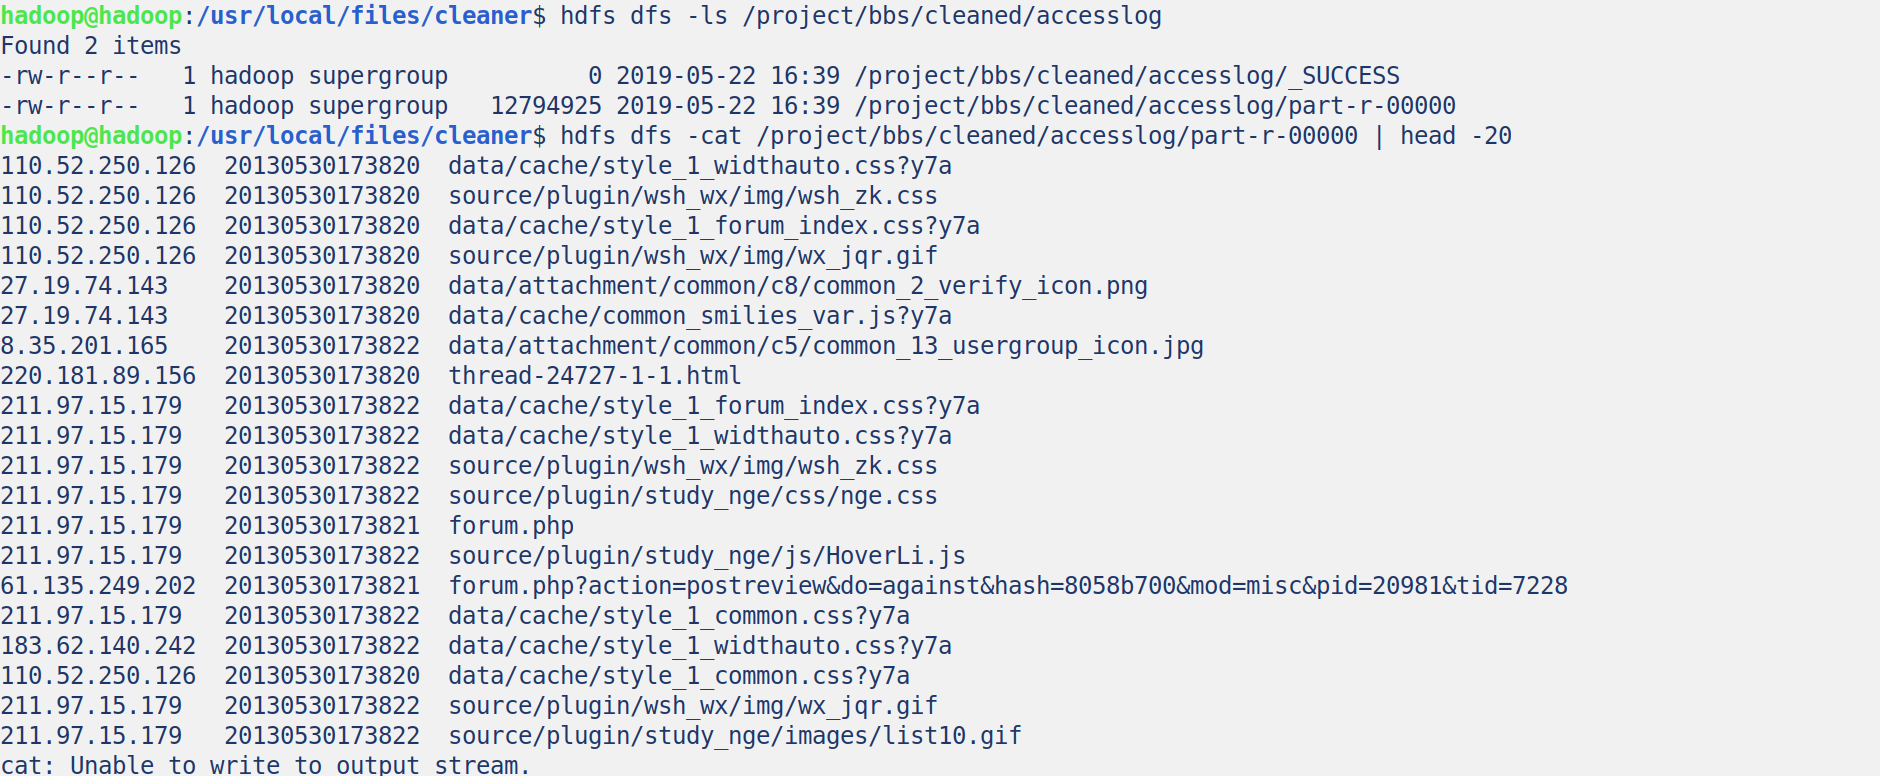 hadoop@hadoop:/usr/local/files/cleaner$ hdfs dfs -ls /project/bbs/cleaned/accesslog
Found 2 items
-rw-r--r--   1 hadoop supergroup          0 2019-05-22 16:39 /project/bbs/cleaned/accesslog/_SUCCESS
-rw-r--r--   1 hadoop supergroup   12794925 2019-05-22 16:39 /project/bbs/cleaned/accesslog/part-r-00000
hadoop@hadoop:/usr/local/files/cleaner$ hdfs dfs -cat /project/bbs/cleaned/accesslog/part-r-00000 | head -20
110.52.250.126  20130530173820  data/cache/style_1_widthauto.css?y7a
110.52.250.126  20130530173820  source/plugin/wsh_wx/img/wsh_zk.css
110.52.250.126  20130530173820  data/cache/style_1_forum_index.css?y7a
110.52.250.126  20130530173820  source/plugin/wsh_wx/img/wx_jqr.gif
27.19.74.143    20130530173820  data/attachment/common/c8/common_2_verify_icon.png
27.19.74.143    20130530173820  data/cache/common_smilies_var.js?y7a
8.35.201.165    20130530173822  data/attachment/common/c5/common_13_usergroup_icon.jpg
220.181.89.156  20130530173820  thread-24727-1-1.html
211.97.15.179   20130530173822  data/cache/style_1_forum_index.css?y7a
211.97.15.179   20130530173822  data/cache/style_1_widthauto.css?y7a
211.97.15.179   20130530173822  source/plugin/wsh_wx/img/wsh_zk.css
211.97.15.179   20130530173822  source/plugin/study_nge/css/nge.css
211.97.15.179   20130530173821  forum.php
211.97.15.179   20130530173822  source/plugin/study_nge/js/HoverLi.js
61.135.249.202  20130530173821  forum.php?action=postreview&do=against&hash=8058b700&mod=misc&pid=20981&tid=7228
211.97.15.179   20130530173822  data/cache/style_1_common.css?y7a
183.62.140.242  20130530173822  data/cache/style_1_widthauto.css?y7a
110.52.250.126  20130530173820  data/cache/style_1_common.css?y7a
211.97.15.179   20130530173822  source/plugin/wsh_wx/img/wx_jqr.gif
211.97.15.179   20130530173822  source/plugin/study_nge/images/list10.gif
cat: Unable to write to output stream.